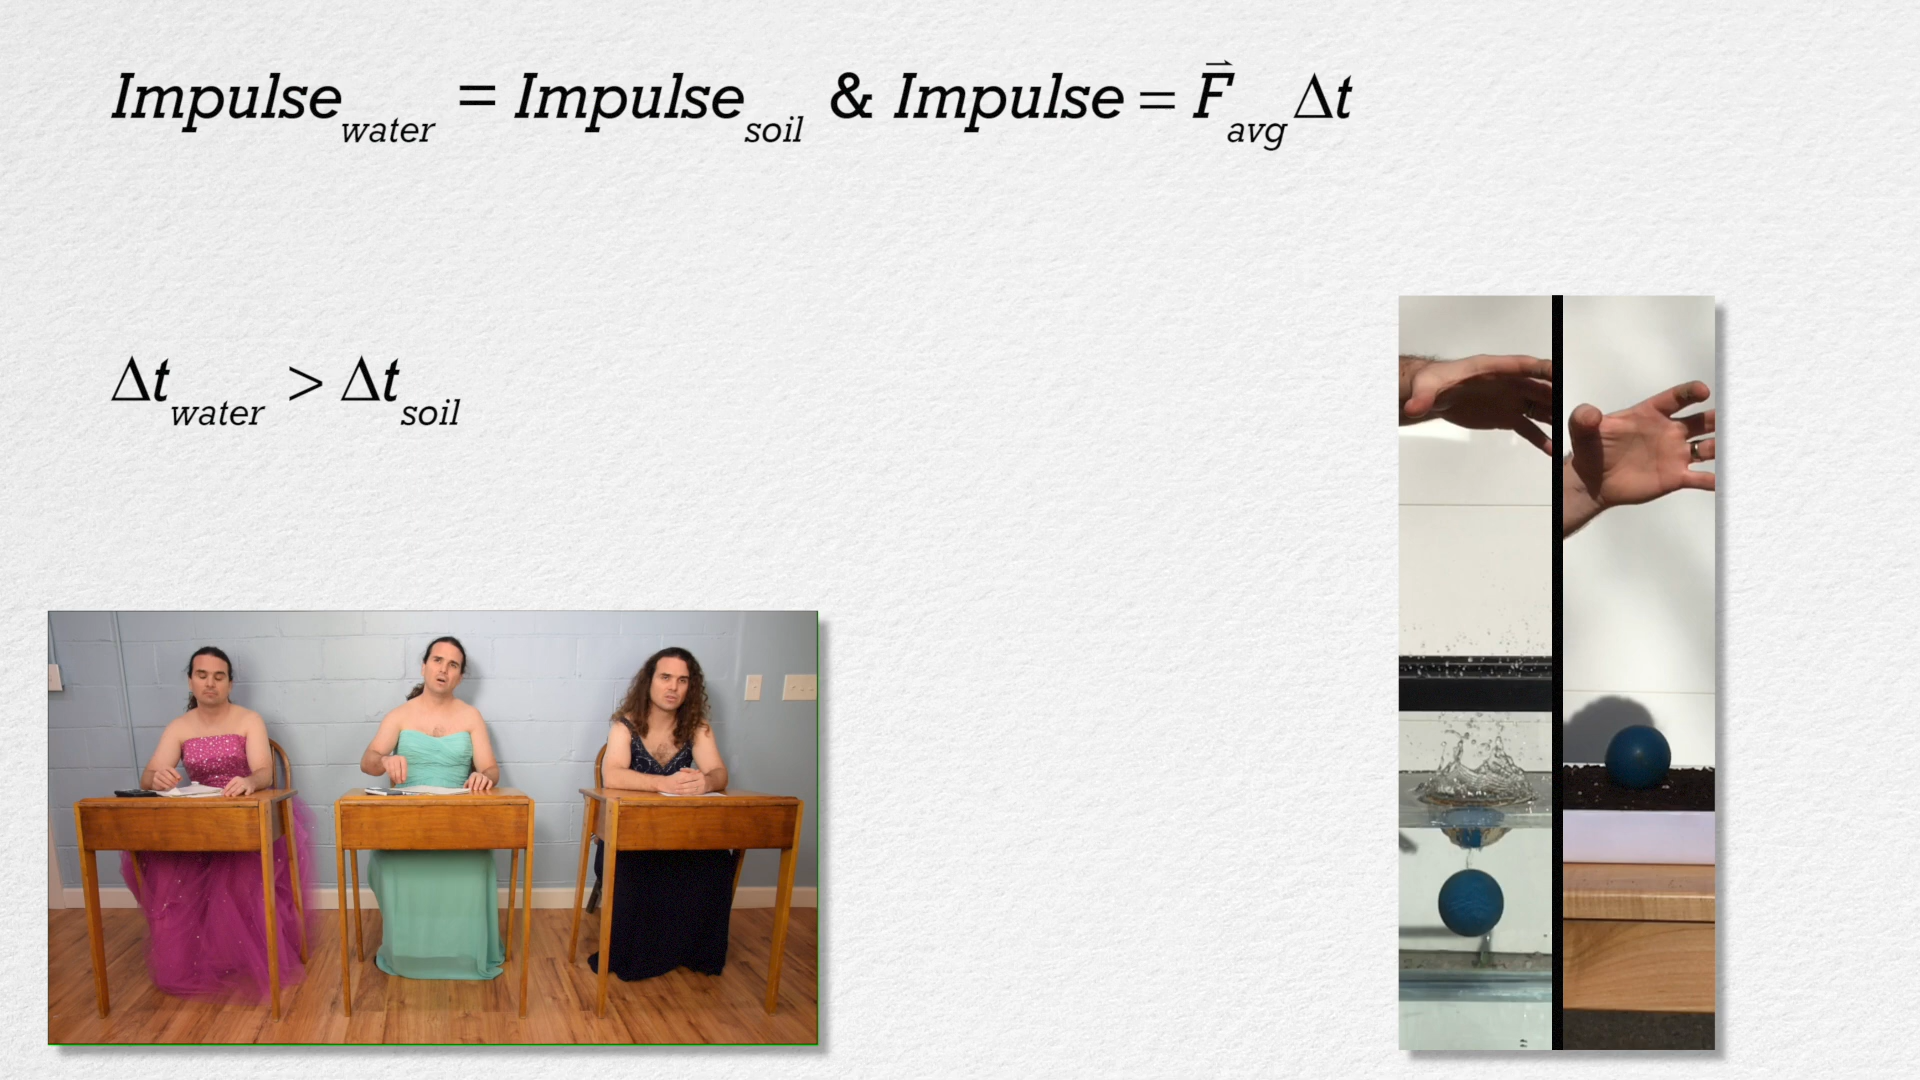 Impulse_water = Impulse_soil & Impulse = F⃗_avg Δt
Δt_water > Δt_soil